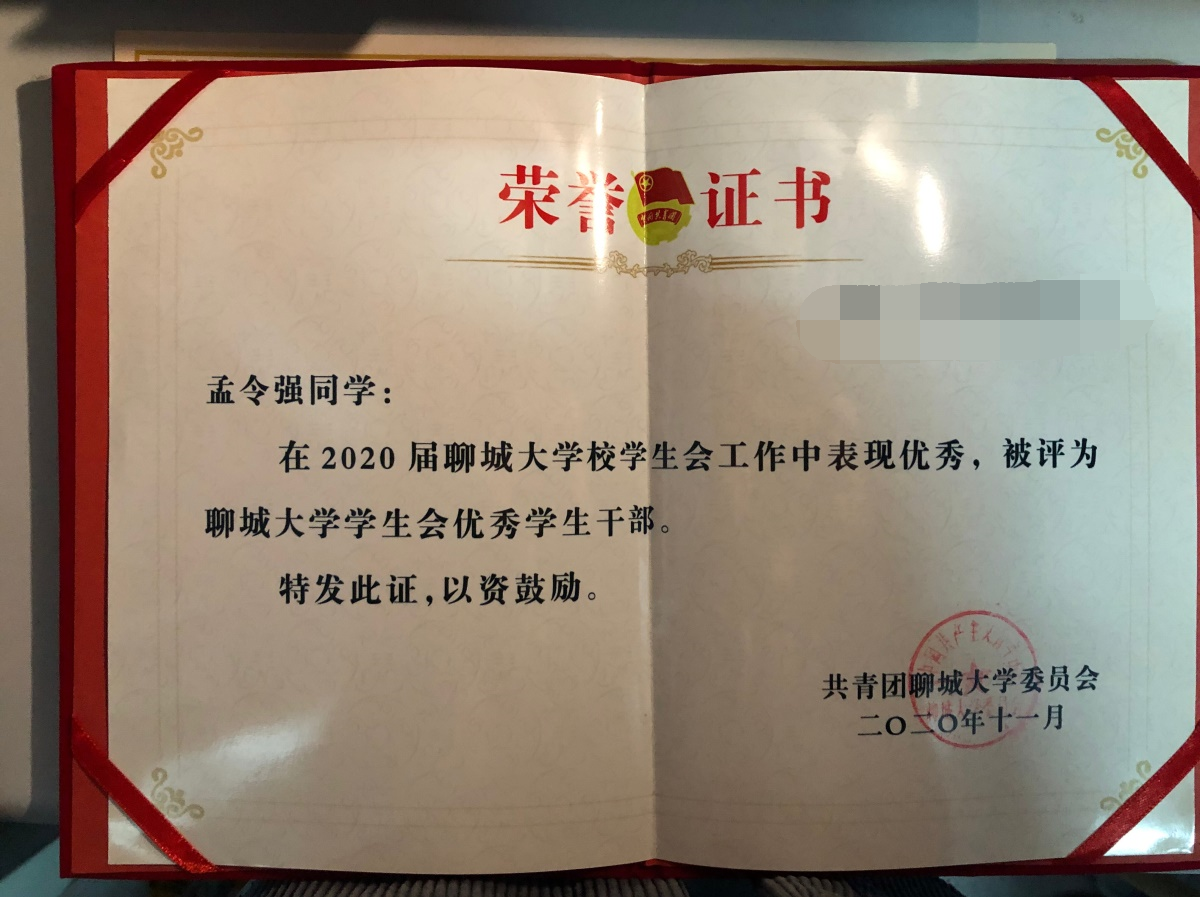 荣誉证书
孟令强同学：
在2020届聊城大学校学生会工作中表现优秀，被评为
聊城大学学生会优秀学生干部。
特发此证，以资鼓励。
共青团聊城大学委员会
二〇二〇年十一月